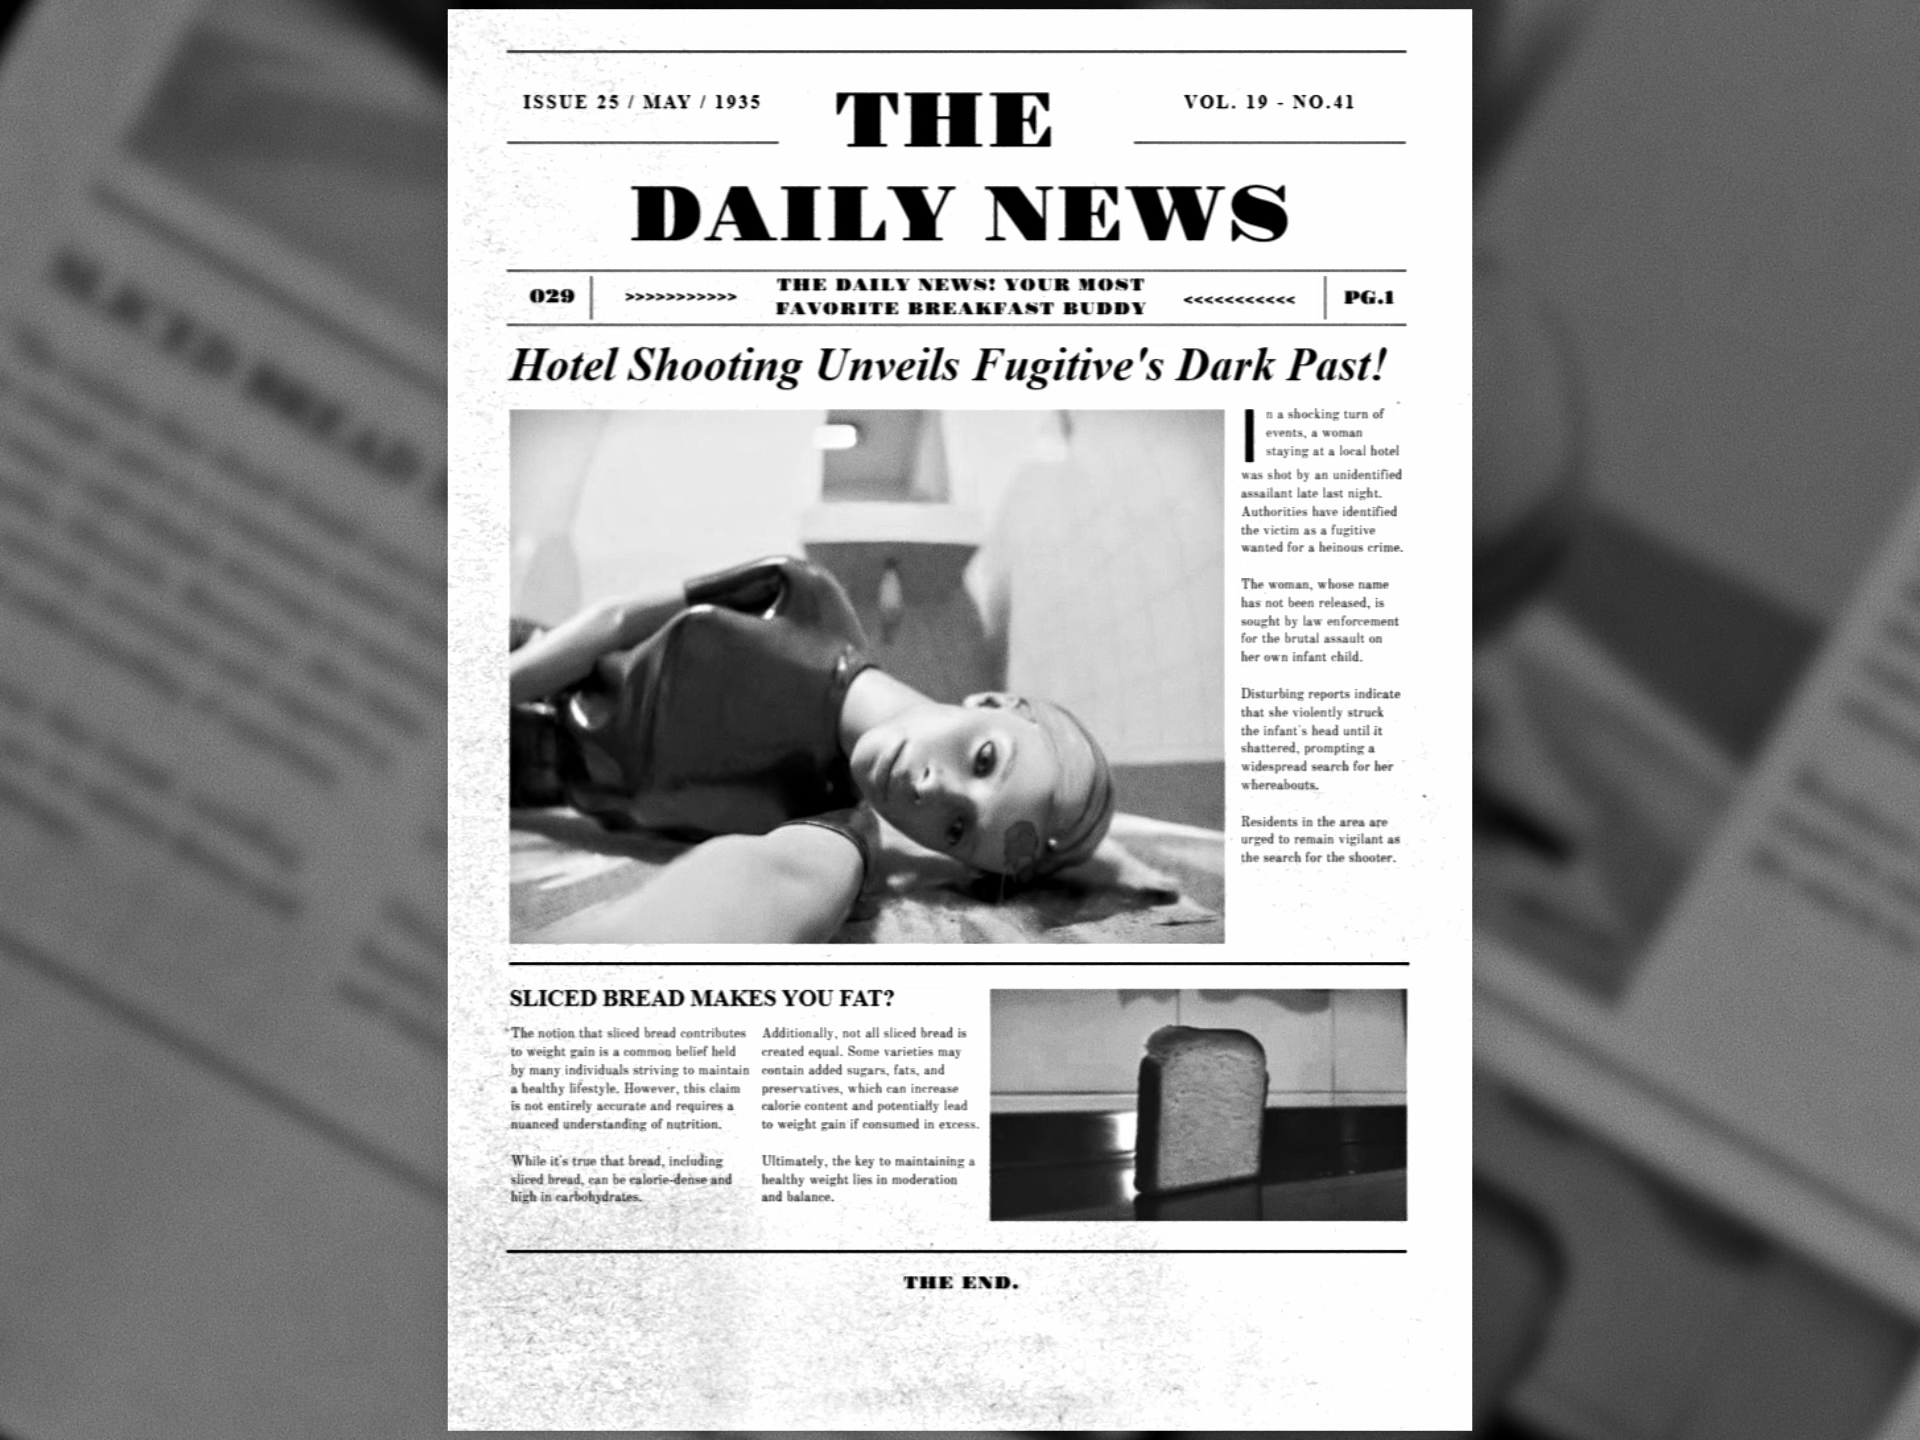 ISSUE 25 / MAY / 1935
THE
VOL. 19 - NO.41
DAILY NEWS
029
>>>>>>>>>>>
THE DAILY NEWS! YOUR MOST
FAVORITE BREAKFAST BUDDY
<<<<<<<<<<<
PG.1
Hotel Shooting Unveils Fugitive's Dark Past!
In a shocking turn of
events, a woman
staying at a local hotel
was shot by an unidentified
assailant late last night.
Authorities have identified
the victim as a fugitive
wanted for a heinous crime.
The woman, whose name
has not been released, is
sought by law enforcement
for the brutal assault on
her own infant child.
Disturbing reports indicate
that she violently struck
the infant's head until it
shattered, prompting a
widespread search for her
whereabouts.
Residents in the area are
urged to remain vigilant as
the search for the shooter.
SLICED BREAD MAKES YOU FAT?
The notion that sliced bread contributes
to weight gain is a common belief held
by many individuals striving to maintain
a healthy lifestyle. However, this claim
is not entirely accurate and requires a
nuanced understanding of nutrition.
While it's true that bread, including
sliced bread, can be calorie-dense and
high in carbohydrates.
Additionally, not all sliced bread is
created equal. Some varieties may
contain added sugars, fats, and
preservatives, which can increase
calorie content and potentially lead
to weight gain if consumed in excess.
Ultimately, the key to maintaining a
healthy weight lies in moderation
and balance.
THE END.
SLICED BREAD